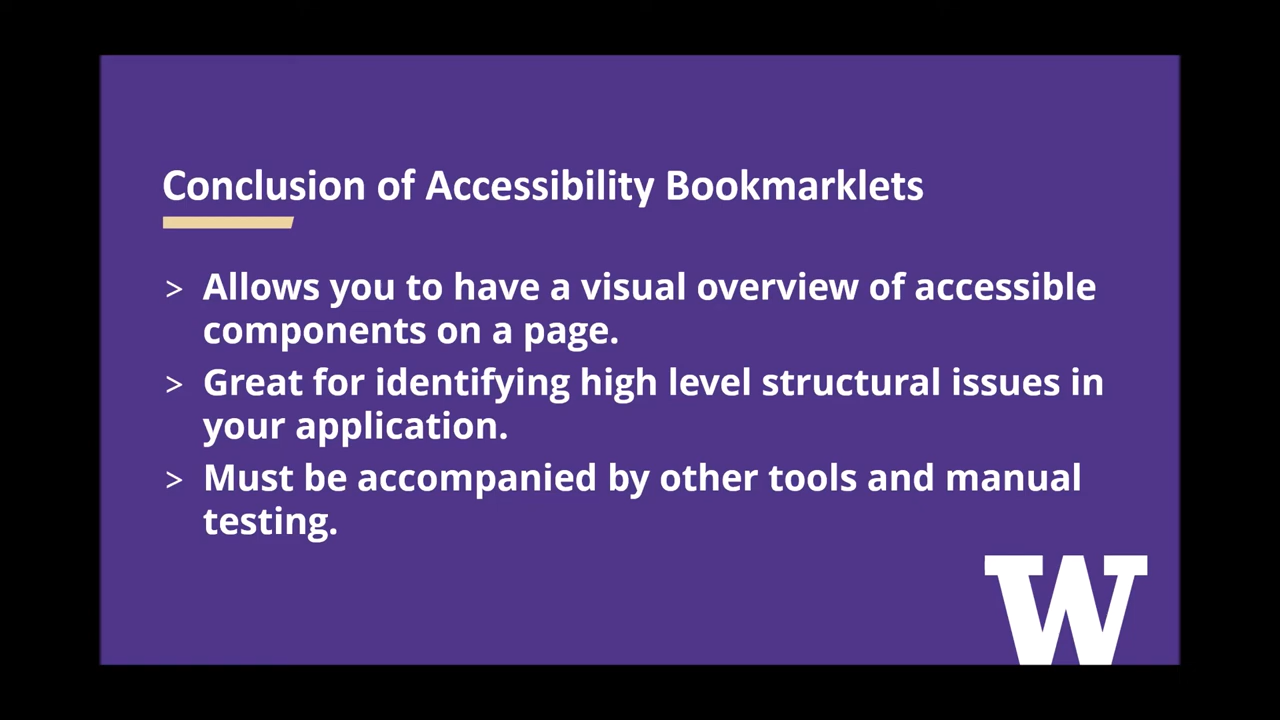 Conclusion of Accessibility Bookmarklets
> Allows you to have a visual overview of accessible
components on a page.
> Great for identifying high level structural issues in
your application.
> Must be accompanied by other tools and manual
testing.
W